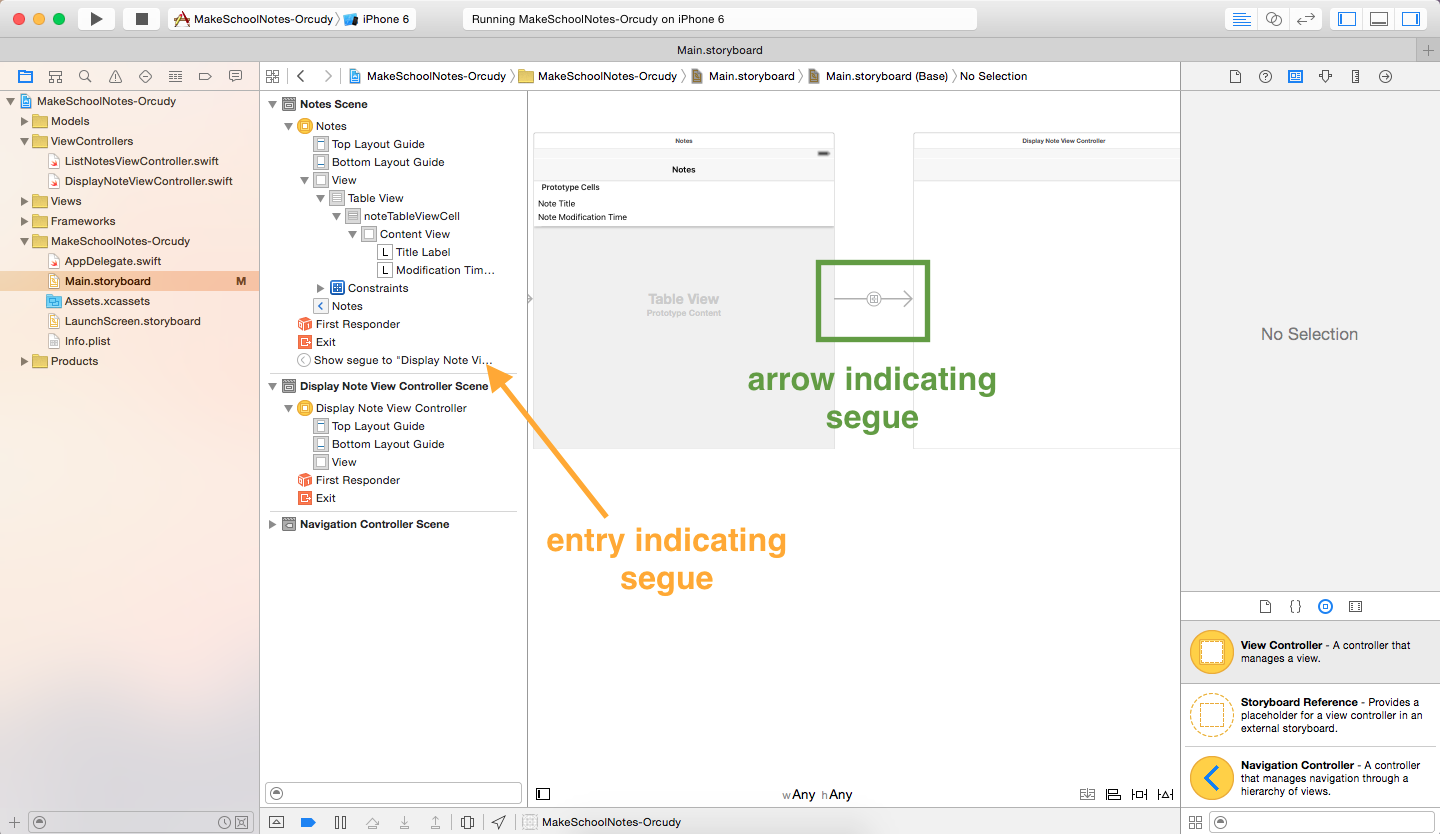 MakeSchoolNotes-Orcudy
iPhone 6
Running MakeSchoolNotes-Orcudy on iPhone 6
Main.storyboard
MakeSchoolNotes-Orcudy
MakeSchoolNotes-Orcudy
Main.storyboard
Main.storyboard (Base)
No Selection
MakeSchoolNotes-Orcudy
Models
ViewControllers
ListNotesViewController.swift
DisplayNoteViewController.swift
Views
Frameworks
MakeSchoolNotes-Orcudy
AppDelegate.swift
Main.storyboard
M
Assets.xcassets
LaunchScreen.storyboard
Info.plist
Products
Notes Scene
Notes
Top Layout Guide
Bottom Layout Guide
View
Table View
noteTableViewCell
Content View
L Title Label
L Modification Tim...
Constraints
Notes
First Responder
Exit
Show segue to "Display Note Vi...
Display Note View Controller Scene
Display Note View Controller
Top Layout Guide
Bottom Layout Guide
View
First Responder
Exit
Navigation Controller Scene
Notes
Notes
Prototype Cells
Note Title
Note Modification Time
Table View
Prototype Content
Display Note View Controller
arrow indicating
segue
entry indicating
segue
wAny hAny
MakeSchoolNotes-Orcudy
No Selection
{}
View Controller - A controller that
manages a view.
Storyboard Reference - Provides a
placeholder for a view controller in an
external storyboard.
Navigation Controller - A controller
that manages navigation through a
hierarchy of views.